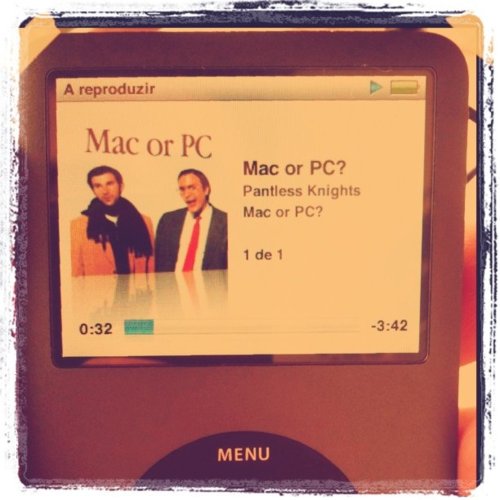 A reproduzir
Mac or PC
Mac or PC?
Pantless Knights
Mac or PC?
1 de 1
0:32
-3:42
MENU